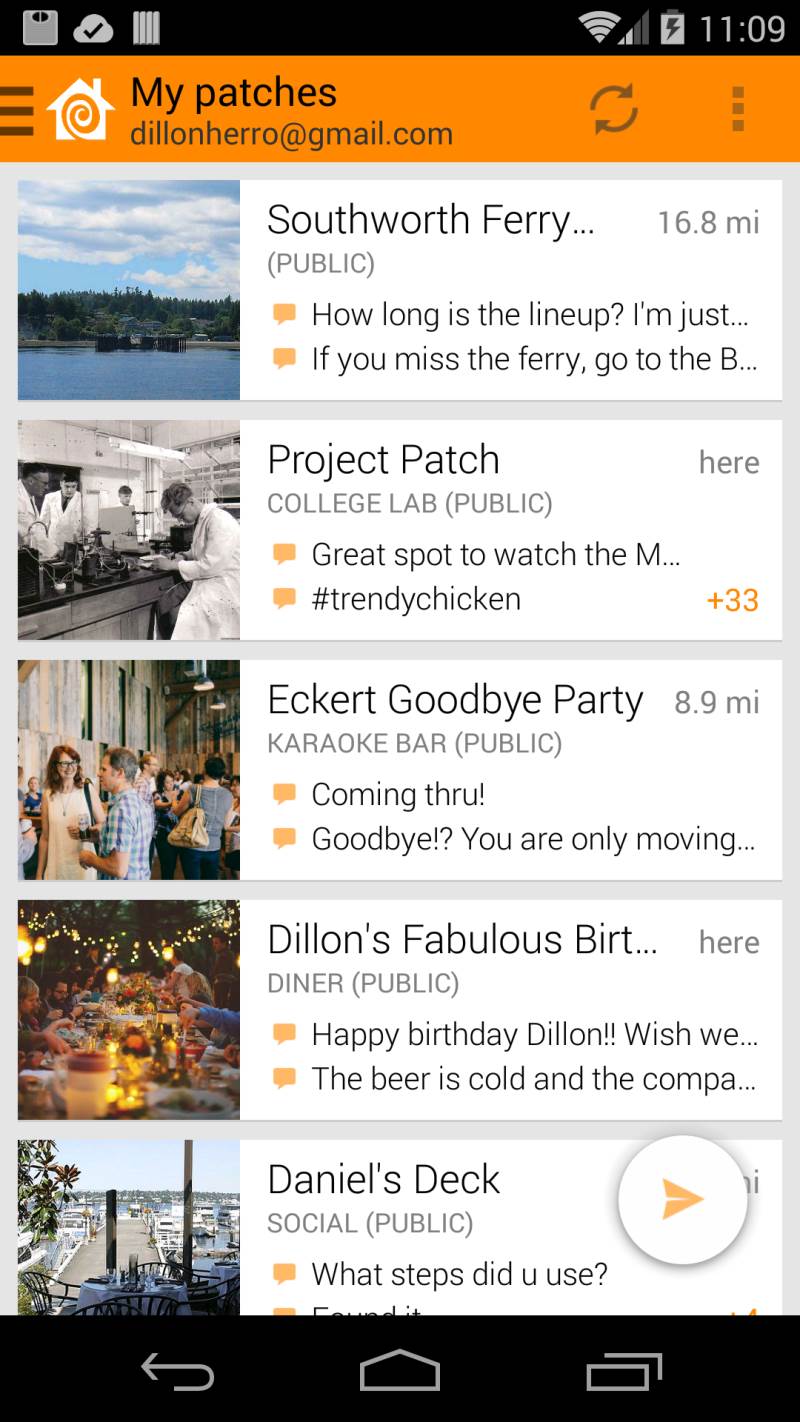 11:09
My patches
dillonherro@gmail.com
Southworth Ferry... 16.8 mi
(PUBLIC)
How long is the lineup? I'm just...
If you miss the ferry, go to the B...
Project Patch here
COLLEGE LAB (PUBLIC)
Great spot to watch the M...
#trendychicken +33
Eckert Goodbye Party 8.9 mi
KARAOKE BAR (PUBLIC)
Coming thru!
Goodbye!? You are only moving...
Dillon's Fabulous Birt... here
DINER (PUBLIC)
Happy birthday Dillon!! Wish we...
The beer is cold and the compa...
Daniel's Deck
SOCIAL (PUBLIC)
What steps did u use?
Found it